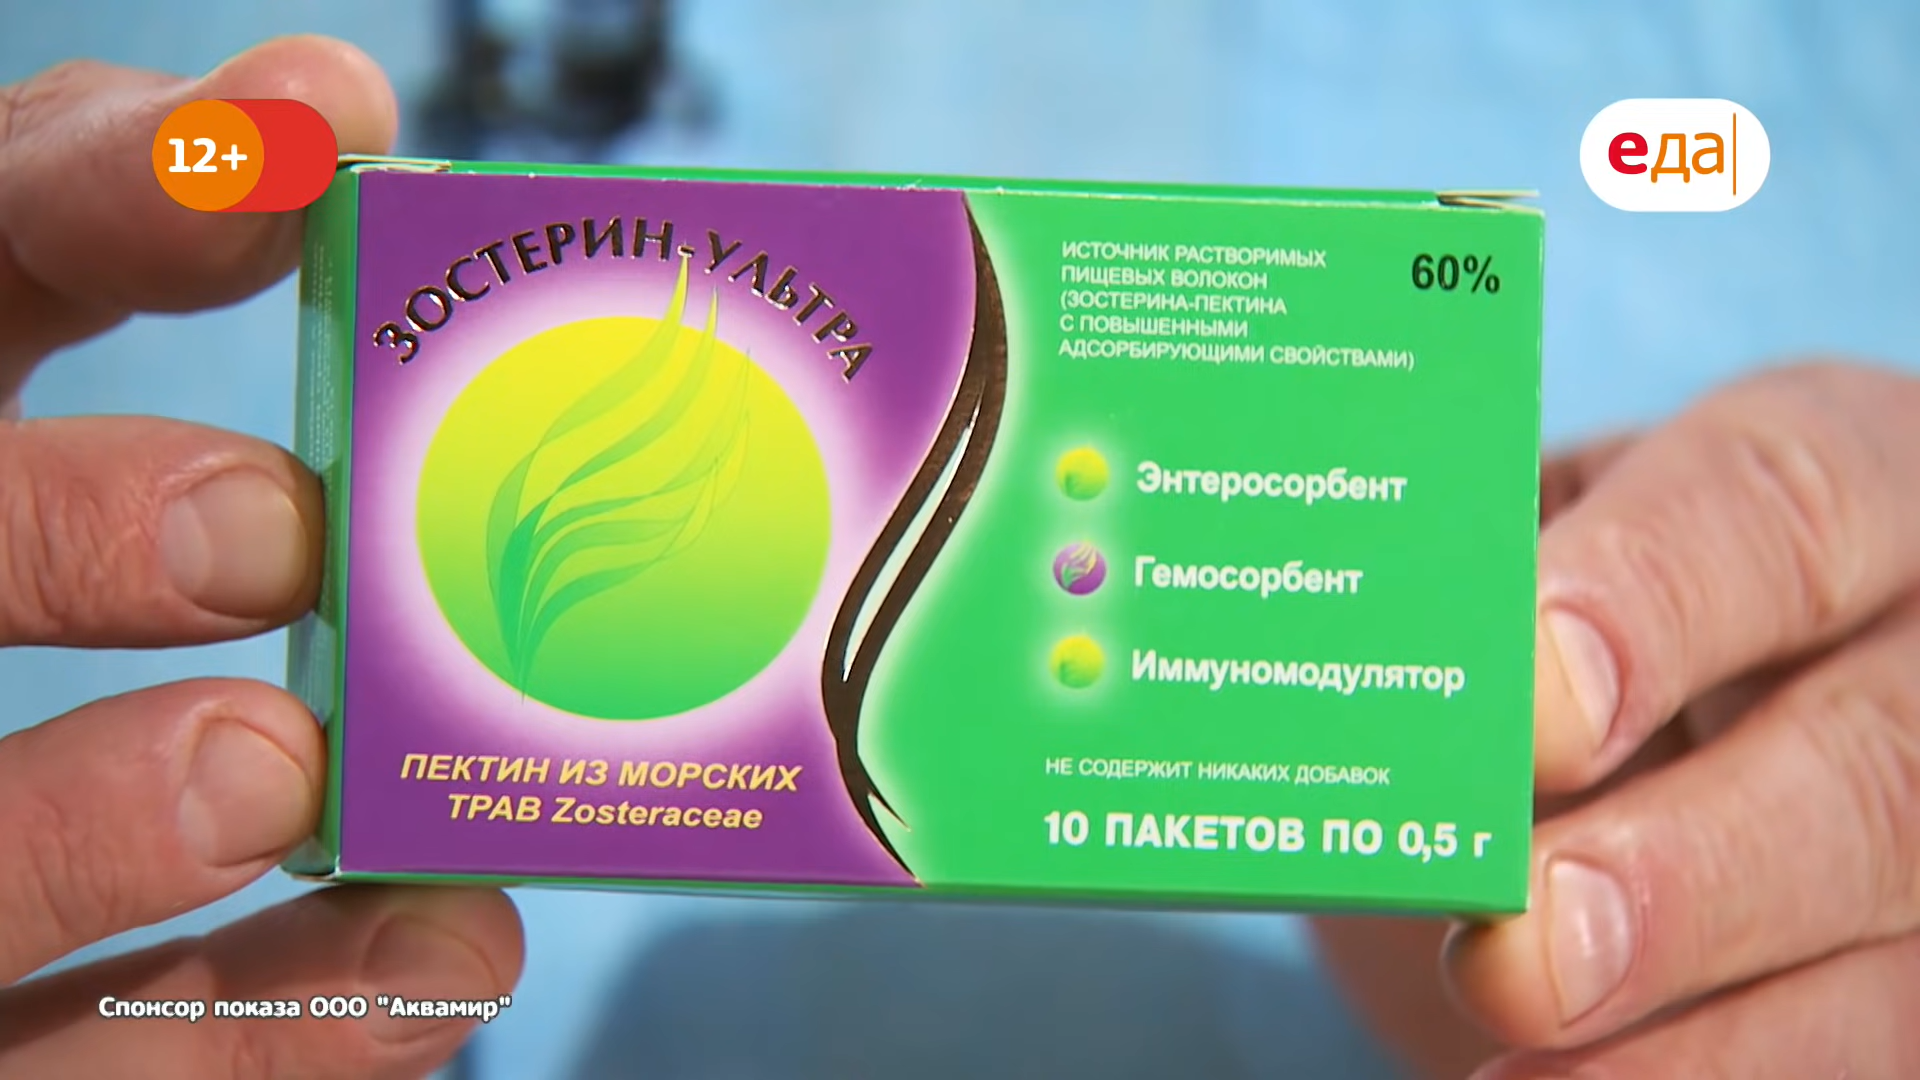 12+
еда
ЗОСТЕРИН-УЛЬТРА
ПЕКТИН ИЗ МОРСКИХ
ТРАВ Zosteraceae
ИСТОЧНИК РАСТВОРИМЫХ
ПИЩЕВЫХ ВОЛОКОН
(ЗОСТЕРИНА-ПЕКТИНА
С ПОВЫШЕННЫМИ
АДСОРБИРУЮЩИМИ СВОЙСТВАМИ)
60%
Энтеросорбент
Гемосорбент
Иммуномодулятор
НЕ СОДЕРЖИТ НИКАКИХ ДОБАВОК
10 ПАКЕТОВ ПО 0,5 г
Спонсор показа ООО "Аквамир"